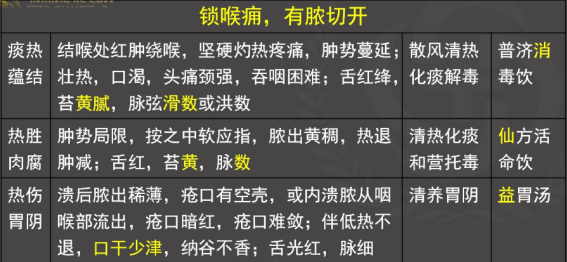 锁喉痈，有脓切开
痰热
蕴结
结喉处红肿绕喉，坚硬灼热疼痛，肿势蔓延；
壮热，口渴，头痛颈强，吞咽困难；舌红绛，
苔黄腻，脉弦滑数或洪数
散风清热
化痰解毒
普济消
毒饮
热胜
肉腐
肿势局限，按之中软应指，脓出黄稠，热退
肿减；舌红，苔黄，脉数
清热化痰
和营托毒
仙方活
命饮
热伤
胃阴
溃后脓出稀薄，疮口有空壳，或内溃脓从咽
喉部流出，疮口暗红，疮口难敛；伴低热不
退，口干少津，纳谷不香；舌光红，脉细
清养胃阴
益胃汤